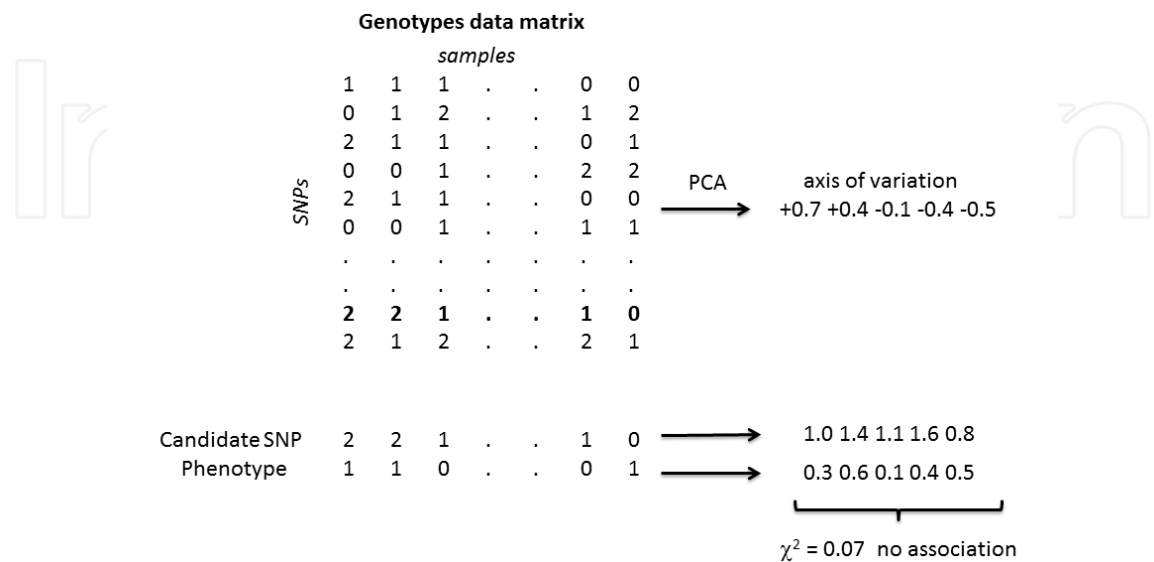 Genotypes data matrix
samples
SNPs
1 1 1 . . 0 0
0 1 2 . . 1 2
2 1 1 . . 0 1
0 0 1 . . 2 2
2 1 1 . . 0 0
0 0 1 . . 1 1
. . . . . . .
. . . . . . .
2 2 1 . . 1 0
2 1 2 . . 2 1
PCA
axis of variation
+0.7 +0.4 -0.1 -0.4 -0.5
Candidate SNP 2 2 1 . . 1 0 1.0 1.4 1.1 1.6 0.8
Phenotype 1 1 0 . . 0 1 0.3 0.6 0.1 0.4 0.5
χ² = 0.07 no association